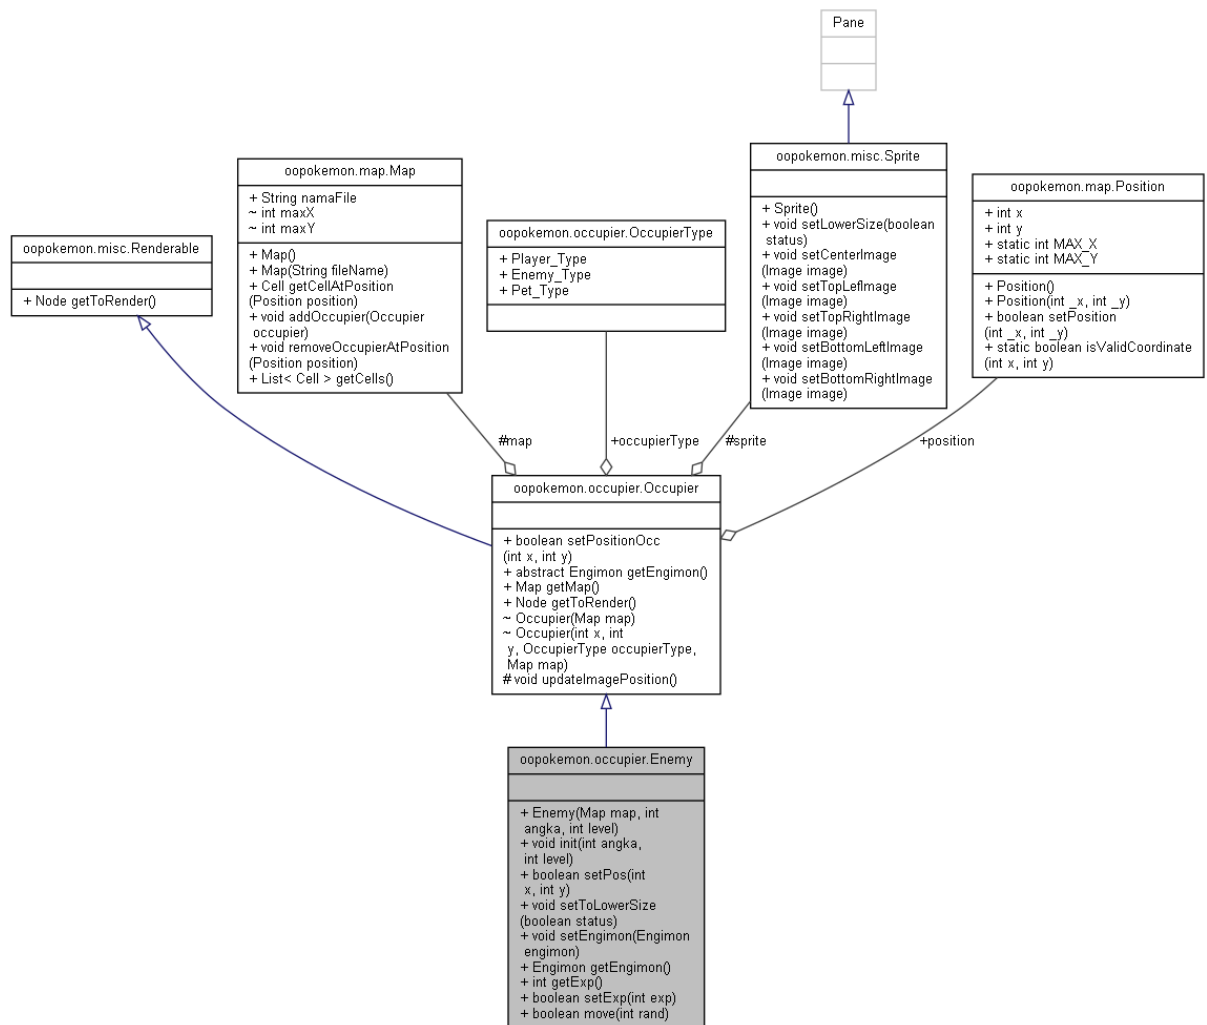 Pane
oopokemon.misc.Sprite
+ Sprite()
+ void setLowerSize(boolean
status)
+ void setCenterImage
(Image image)
+ void setTopLefImage
(Image image)
+ void setTopRightImage
(Image image)
+ void setBottomLeftImage
(Image image)
+ void setBottomRightImage
(Image image)
oopokemon.map.Map
+ String namaFile
~ int maxX
~ int maxY
+ Map()
+ Map(String fileName)
+ Cell getCellAtPosition
(Position position)
+ void addOccupier(Occupier
occupier)
+ void removeOccupierAtPosition
(Position position)
+ List< Cell > getCells()
oopokemon.map.Position
+ int x
+ int y
+ static int MAX_X
+ static int MAX_Y
+ Position()
+ Position(int _x, int _y)
+ boolean setPosition
(int _x, int _y)
+ static boolean isValidCoordinate
(int x, int y)
oopokemon.occupier.OccupierType
+ Player_Type
+ Enemy_Type
+ Pet_Type
oopokemon.misc.Renderable
+ Node getToRender()
#map
+occupierType
#sprite
+position
oopokemon.occupier.Occupier
+ boolean setPositionOcc
(int x, int y)
+ abstract Engimon getEngimon()
+ Map getMap()
+ Node getToRender()
~ Occupier(Map map)
~ Occupier(int x, int
y, OccupierType occupierType,
Map map)
# void updateImagePosition()
oopokemon.occupier.Enemy
+ Enemy(Map map, int
angka, int level)
+ void init(int angka,
int level)
+ boolean setPos(int
x, int y)
+ void setToLowerSize
(boolean status)
+ void setEngimon(Engimon
engimon)
+ Engimon getEngimon()
+ int getExp()
+ boolean setExp(int exp)
+ boolean move(int rand)